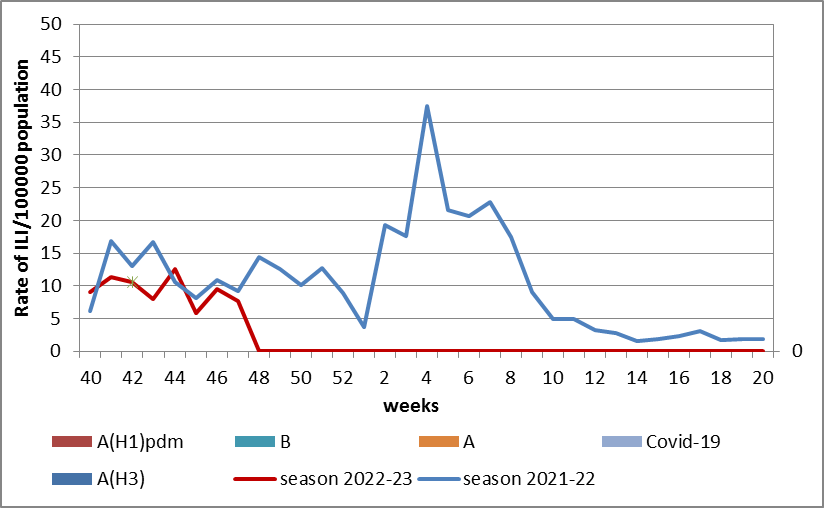 50
45
40
35
30
25
20
15
10
5
0
0
Rate of ILI/100000 population
40 42 44 46 48 50 52 2 4 6 8 10 12 14 16 18 20
weeks
A(H1)pdm B A Covid-19
A(H3) season 2022-23 season 2021-22